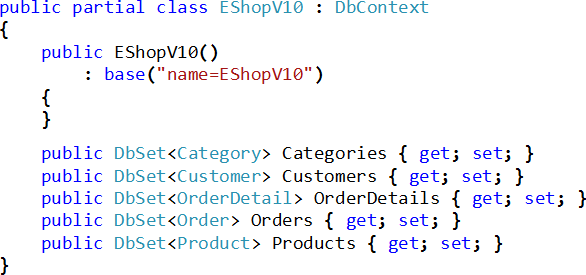 public partial class EShopV10 : DbContext
{
    public EShopV10()
        : base("name=EShopV10")
    {
    }
    public DbSet<Category> Categories { get; set; }
    public DbSet<Customer> Customers { get; set; }
    public DbSet<OrderDetail> OrderDetails { get; set; }
    public DbSet<Order> Orders { get; set; }
    public DbSet<Product> Products { get; set; }
}